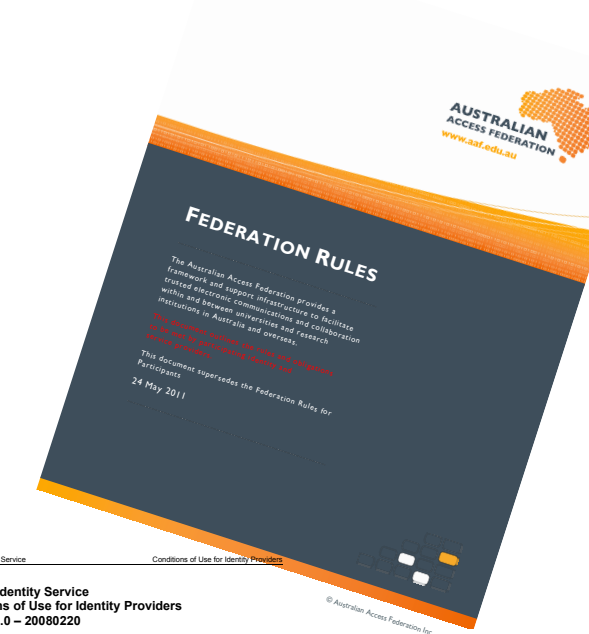 AUSTRALIAN
ACCESS FEDERATION
www.aaf.edu.au
FEDERATION RULES
The Australian Access Federation provides a
framework and support infrastructure to facilitate
trusted electronic communications and collaboration
within and between universities and research
institutions in Australia and overseas.
This document supersedes the Federation Rules for
Participants
24 May 2011
© Australian Access Federation Inc
Service
Conditions of Use for Identity Providers
dentity Service
ns of Use for Identity Providers
.0 – 20080220